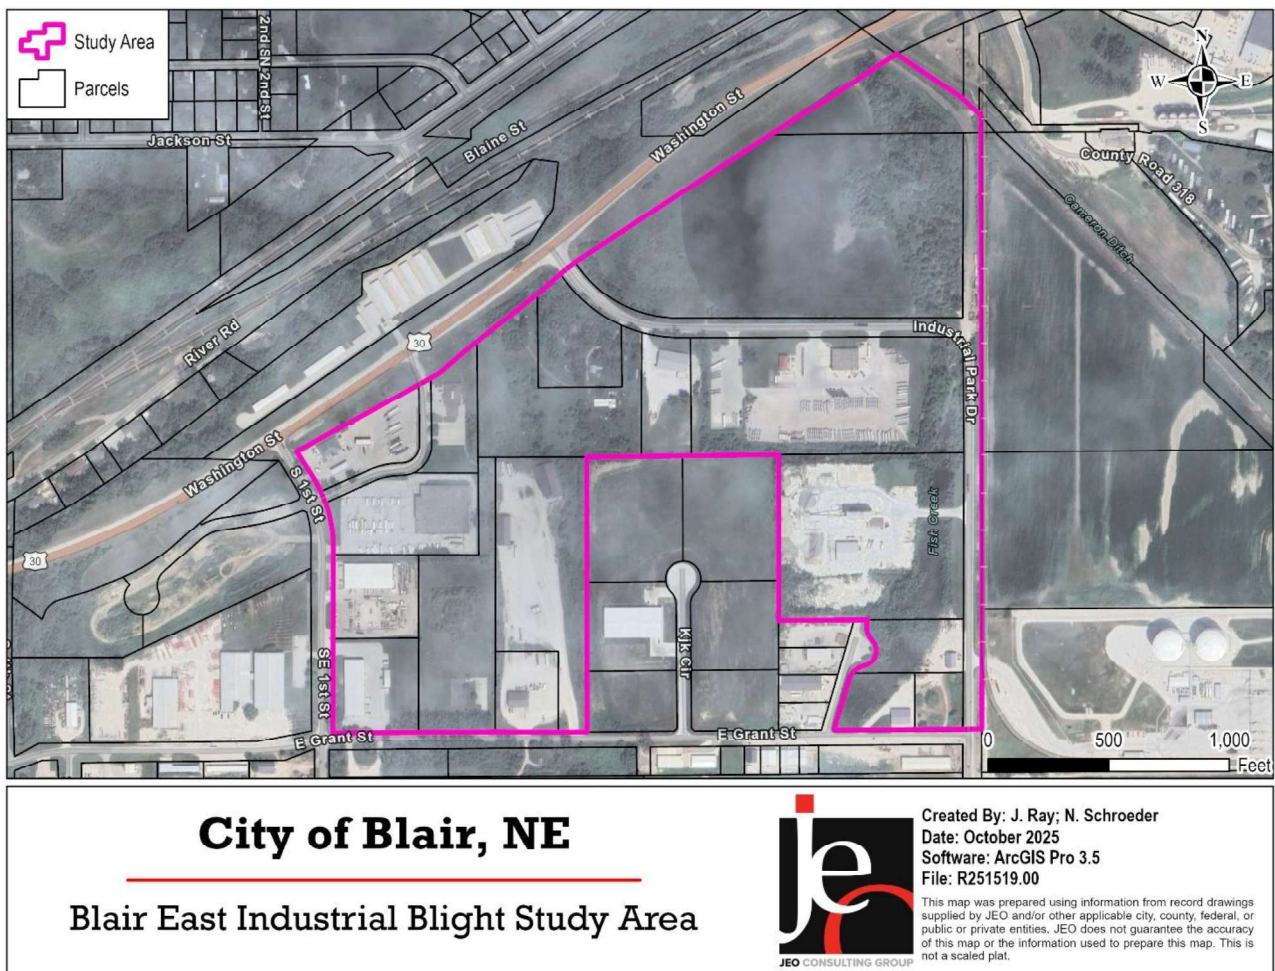 Study Area
Parcels
2nd St
N 2nd St
N
W
E
S
Jackson St
Blaine St
Washington St
County Road 318
Cameron Ditch
River Rd
30
Industrial Park Dr
Washington St
S 1st St
30
Fish Creek
Kjk Cir
SE 1st St
E Grant St
E Grant St
0
500
1,000
Feet
City of Blair, NE
Blair East Industrial Blight Study Area
jeo
JEO CONSULTING GROUP
Created By: J. Ray; N. Schroeder
Date: October 2025
Software: ArcGIS Pro 3.5
File: R251519.00
This map was prepared using information from record drawings
supplied by JEO and/or other applicable city, county, federal, or
public or private entities. JEO does not guarantee the accuracy
of this map or the information used to prepare this map. This is
not a scaled plat.